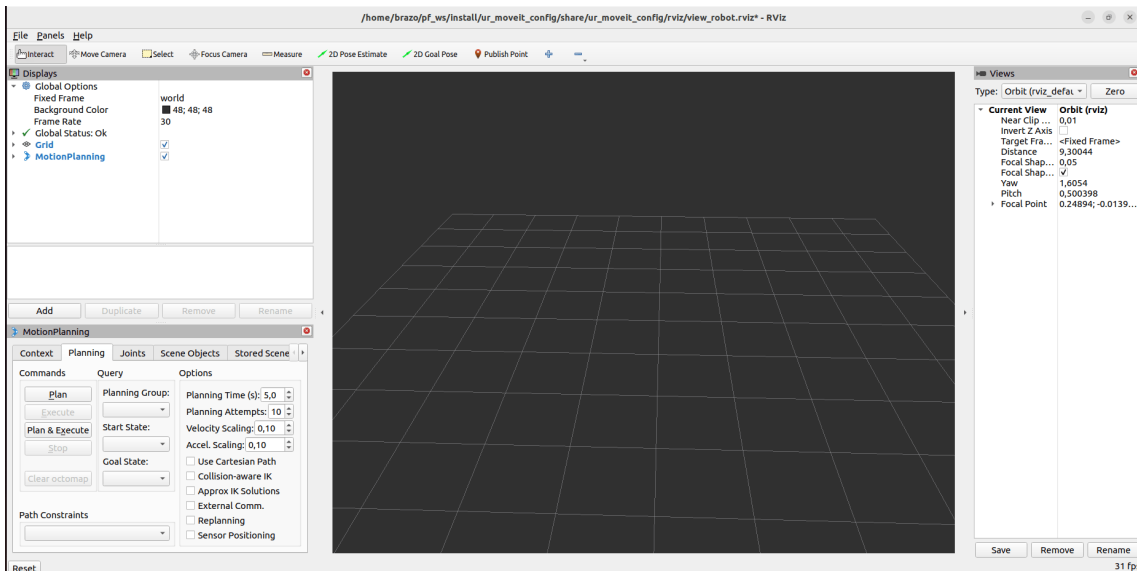 /home/brazo/pf_ws/install/ur_moveit_config/share/ur_moveit_config/rviz/view_robot.rviz* - RViz
File Panels Help
Interact Move Camera Select Focus Camera Measure 2D Pose Estimate 2D Goal Pose Publish Point
Displays
Global Options
Fixed Frame world
Background Color 48; 48; 48
Frame Rate 30
Global Status: Ok
Grid
MotionPlanning
Add Duplicate Remove Rename
MotionPlanning
Context Planning Joints Scene Objects Stored Scene
Commands Query Options
Plan Planning Group: Planning Time (s): 5,0
Execute Planning Attempts: 10
Plan & Execute Start State: Velocity Scaling: 0,10
Stop Accel. Scaling: 0,10
Goal State: Use Cartesian Path
Clear octomap Collision-aware IK
Approx IK Solutions
External Comm.
Path Constraints Replanning
Sensor Positioning
Reset
Views
Type: Orbit (rviz_defau Zero
Current View Orbit (rviz)
Near Clip ... 0,01
Invert Z Axis
Target Fra... <Fixed Frame>
Distance 9,30044
Focal Shap... 0,05
Focal Shap...
Yaw 1,6054
Pitch 0,500398
Focal Point 0.24894; -0.0139...
Save Remove Rename
31 fps